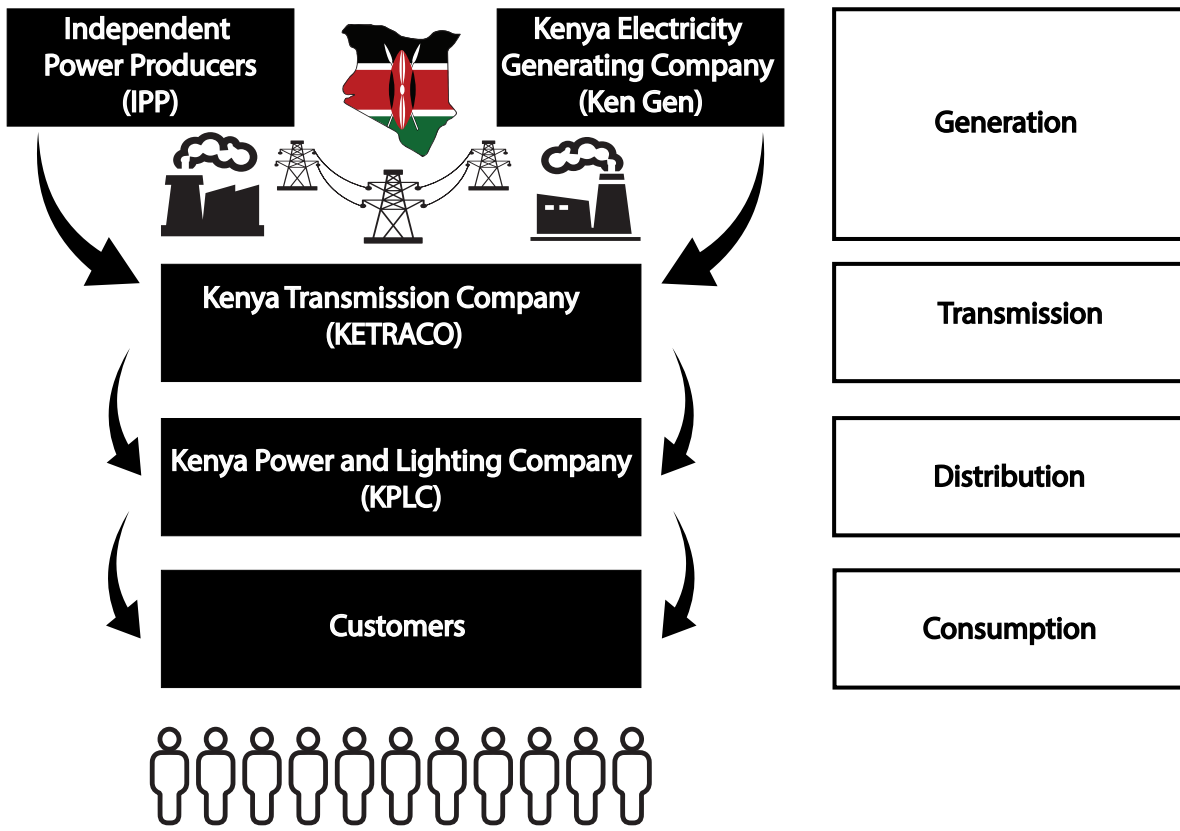 Independent
Power Producers
(IPP)
Kenya Electricity
Generating Company
(Ken Gen)
Generation
Kenya Transmission Company
(KETRACO)
Transmission
Kenya Power and Lighting Company
(KPLC)
Distribution
Customers
Consumption